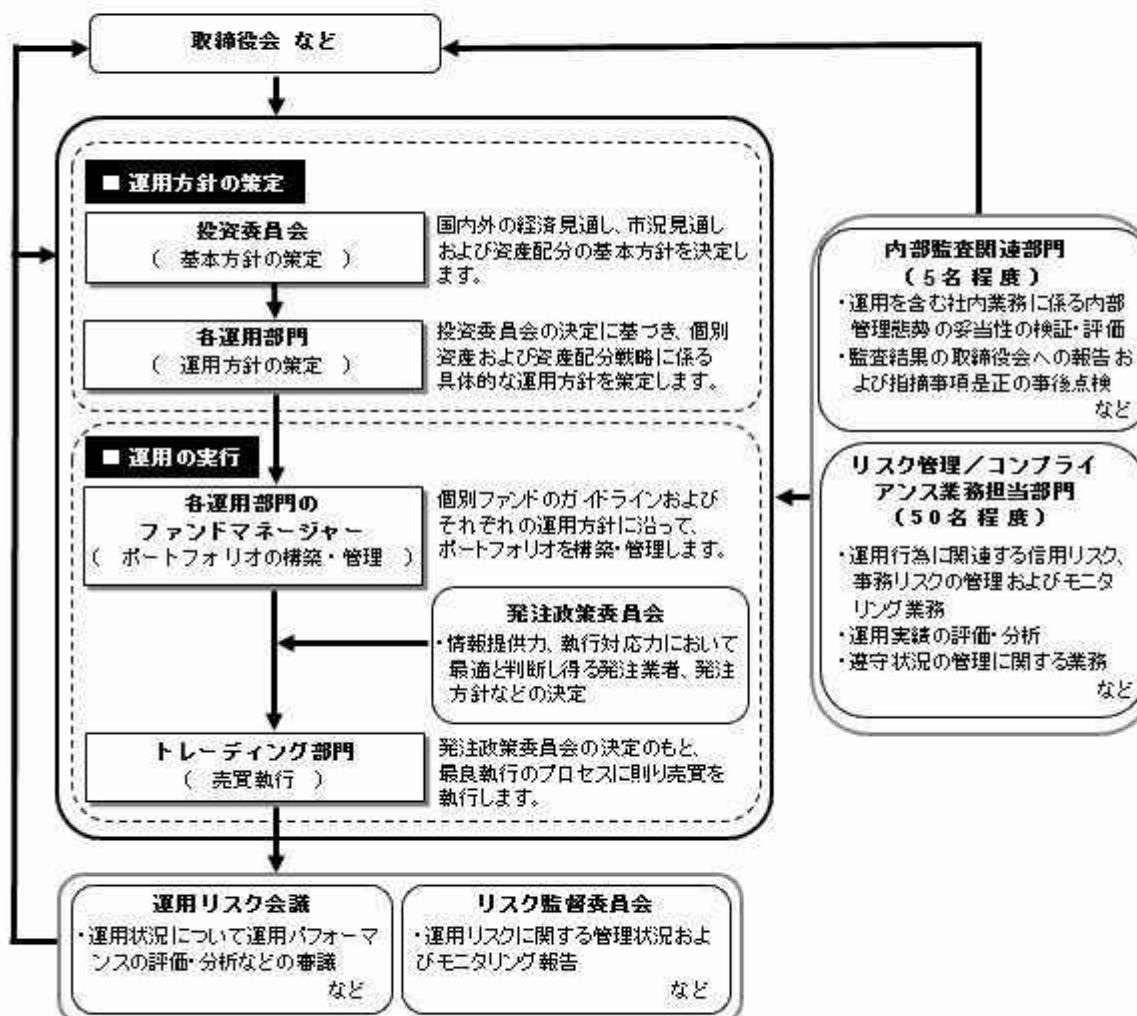 取締役会 など
■ 運用方針の策定
投資委員会
( 基本方針の策定 )
国内外の経済見通し、市況見通し
および資産配分の基本方針を決定し
ます。
各運用部門
( 運用方針の策定 )
投資委員会の決定に基づき、個別
資産および資産配分戦略に係る
具体的な運用方針を策定します。
■ 運用の実行
各運用部門の
ファンドマネージャー
( ポートフォリオの構築・管理 )
個別ファンドのガイドラインおよび
それぞれの運用方針に沿って、
ポートフォリオを構築・管理します。
発注政策委員会
・情報提供力、執行対応力において
最適と判断し得る発注業者、発注
方針などの決定
トレーディング部門
( 売買執行 )
発注政策委員会の決定のもと、
最良執行のプロセスに則り売買を
執行します。
内部監査関連部門
(5名程度)
・運用を含む社内業務に係る内部
管理態勢の妥当性の検証・評価
・監査結果の取締役会への報告お
よび指摘事項是正の事後点検
など
リスク管理/コンプライ
アンス業務担当部門
(50名程度)
・運用行為に関連する信用リスク、
事務リスクの管理およびモニタ
リング業務
・運用実績の評価・分析
・遵守状況の管理に関する業務
など
運用リスク会議
・運用状況について運用パフォーマ
ンスの評価・分析などの審議
など
リスク監督委員会
・運用リスクに関する管理状況およ
びモニタリング報告
など